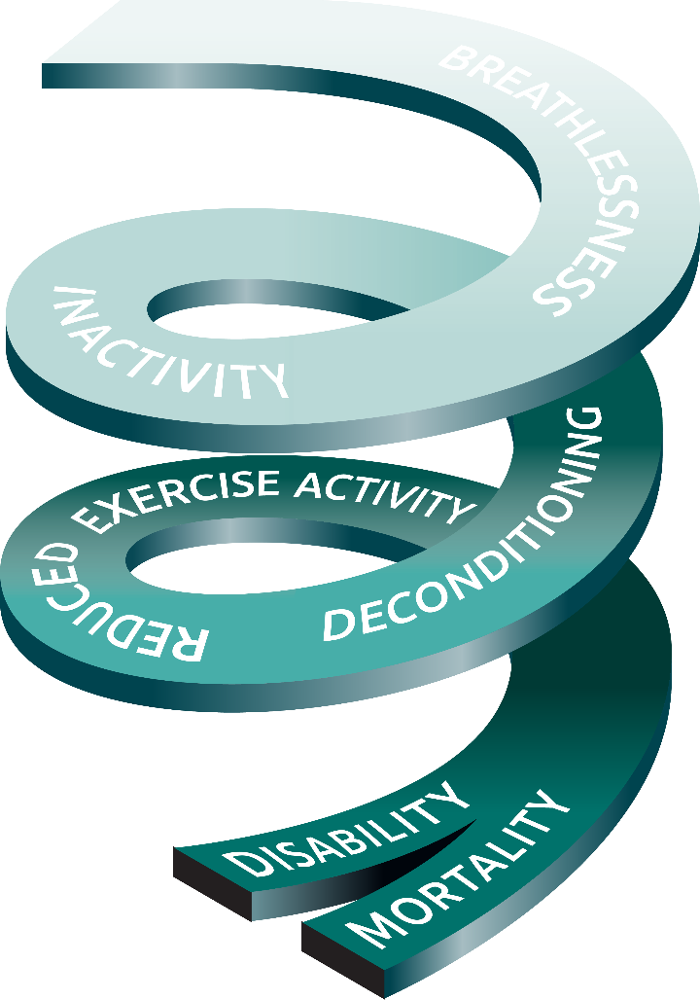 BREATHLESSNESS
INACTIVITY
DECONDITIONING
REDUCED EXERCISE ACTIVITY
DISABILITY
MORTALITY